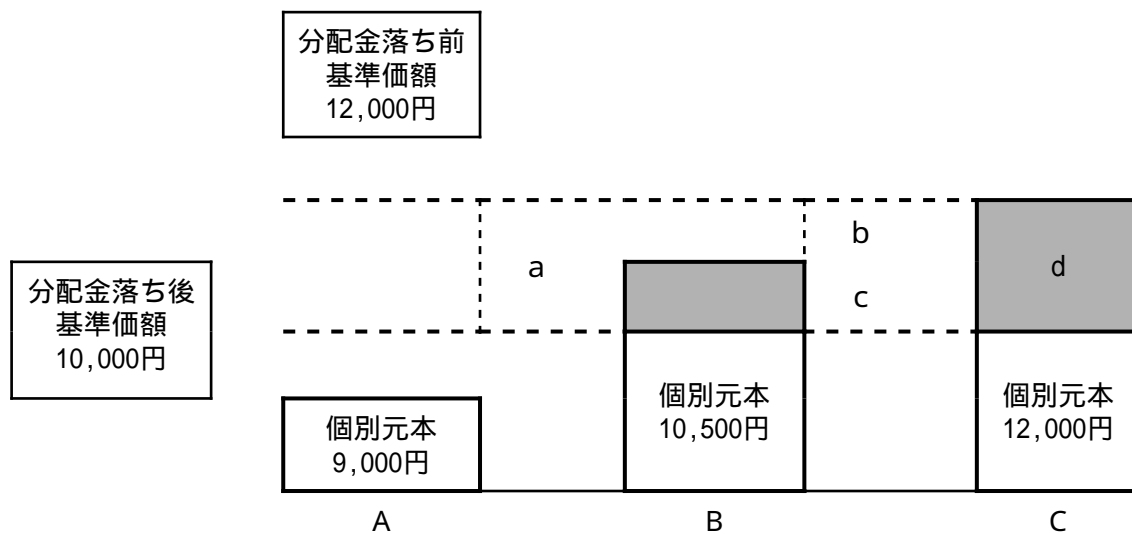 分配金落ち前
基準価額
12,000円
分配金落ち後
基準価額
10,000円
a
b
c
d
個別元本
9,000円
個別元本
10,500円
個別元本
12,000円
A
B
C